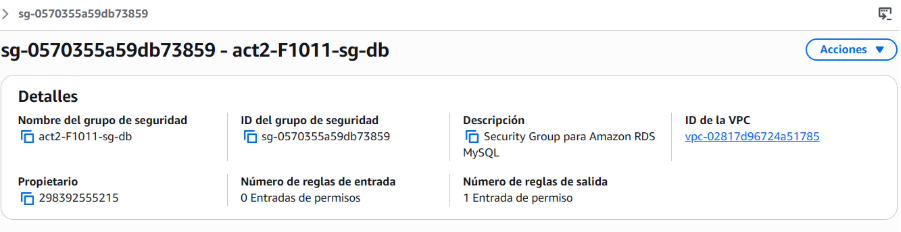 sg-0570355a59db73859
sg-0570355a59db73859 - act2-F1011-sg-db
Acciones
Detalles
Nombre del grupo de seguridad
act2-F1011-sg-db
ID del grupo de seguridad
sg-0570355a59db73859
Descripción
Security Group para Amazon RDS
MySQL
ID de la VPC
vpc-02817d96724a51785
Propietario
298392555215
Número de reglas de entrada
0 Entradas de permisos
Número de reglas de salida
1 Entrada de permiso